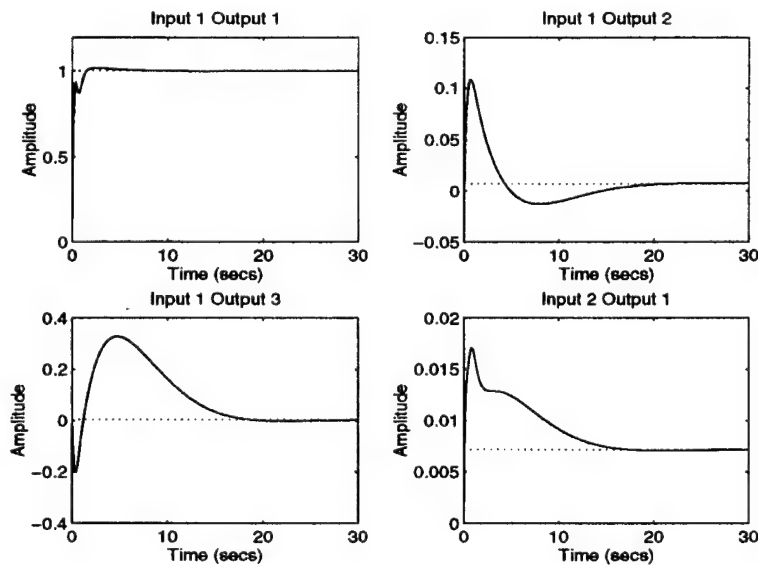 Input 1 Output 1
Amplitude
1
0.5
0
0 10 20 30
Time (secs)
Input 1 Output 2
Amplitude
0.15
0.1
0.05
0
-0.05
0 10 20 30
Time (secs)
Input 1 Output 3
Amplitude
0.4
0.2
0
-0.2
-0.4
0 10 20 30
Time (secs)
Input 2 Output 1
Amplitude
0.02
0.015
0.01
0.005
0
0 10 20 30
Time (secs)